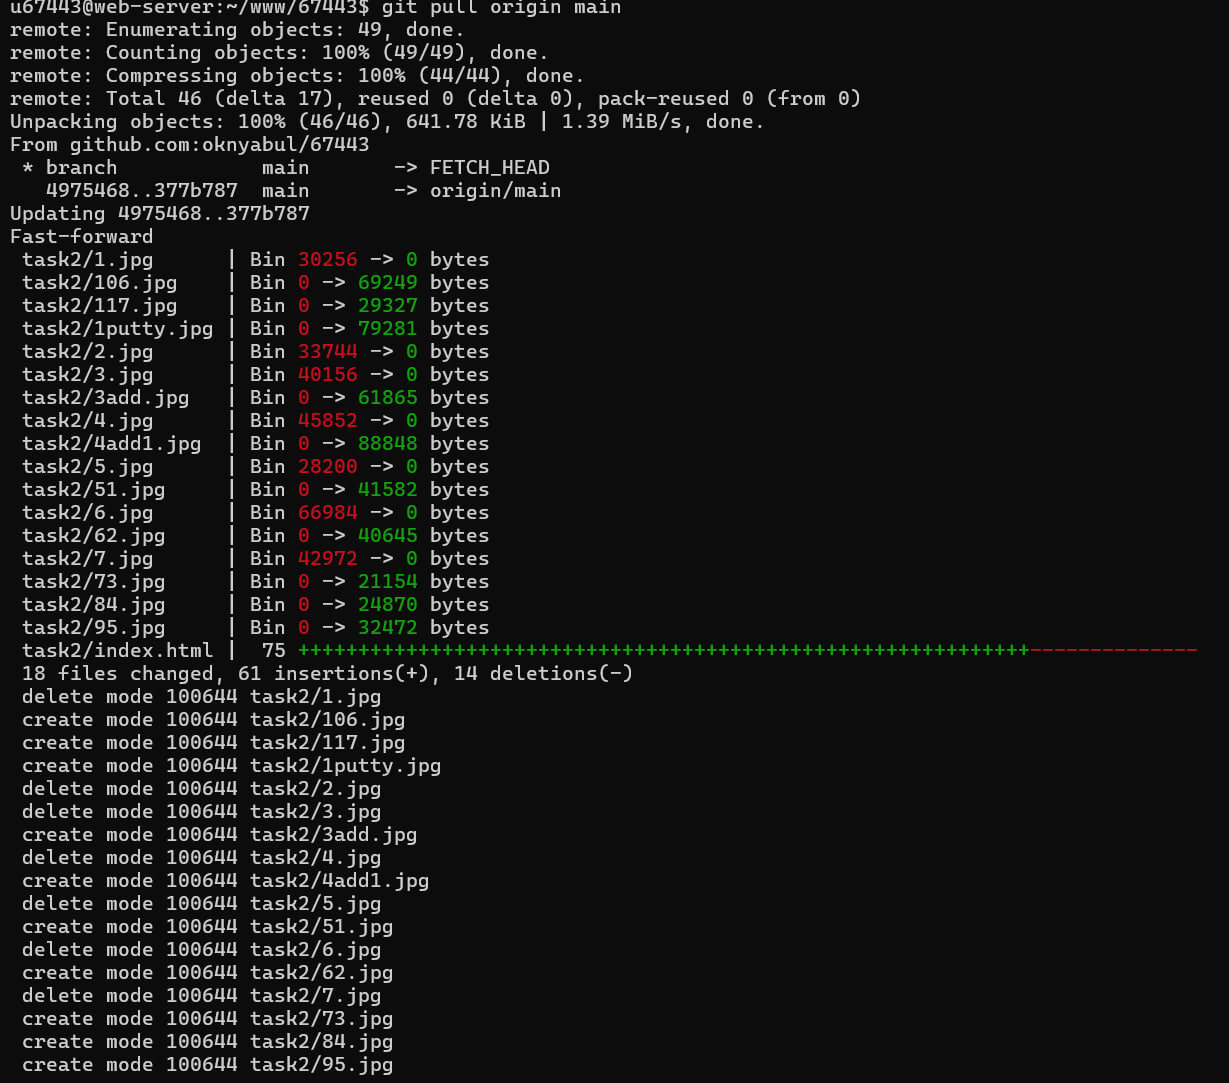 u67443@web-server:~/www/67443$ git pull origin main
remote: Enumerating objects: 49, done.
remote: Counting objects: 100% (49/49), done.
remote: Compressing objects: 100% (44/44), done.
remote: Total 46 (delta 17), reused 0 (delta 0), pack-reused 0 (from 0)
Unpacking objects: 100% (46/46), 641.78 KiB | 1.39 MiB/s, done.
From github.com:oknyabul/67443
 * branch            main       -> FETCH_HEAD
   4975468..377b787  main       -> origin/main
Updating 4975468..377b787
Fast-forward
 task2/1.jpg      | Bin 30256 -> 0 bytes
 task2/106.jpg    | Bin 0 -> 69249 bytes
 task2/117.jpg    | Bin 0 -> 29327 bytes
 task2/1putty.jpg | Bin 0 -> 79281 bytes
 task2/2.jpg      | Bin 33744 -> 0 bytes
 task2/3.jpg      | Bin 40156 -> 0 bytes
 task2/3add.jpg   | Bin 0 -> 61865 bytes
 task2/4.jpg      | Bin 45852 -> 0 bytes
 task2/4add1.jpg  | Bin 0 -> 88848 bytes
 task2/5.jpg      | Bin 28200 -> 0 bytes
 task2/51.jpg     | Bin 0 -> 41582 bytes
 task2/6.jpg      | Bin 66984 -> 0 bytes
 task2/62.jpg     | Bin 0 -> 40645 bytes
 task2/7.jpg      | Bin 42972 -> 0 bytes
 task2/73.jpg     | Bin 0 -> 21154 bytes
 task2/84.jpg     | Bin 0 -> 24870 bytes
 task2/95.jpg     | Bin 0 -> 32472 bytes
 task2/index.html |  75 +++++++++++++++++++++++++++++++++++++++++++++++++++++++++++++--------------
 18 files changed, 61 insertions(+), 14 deletions(-)
 delete mode 100644 task2/1.jpg
 create mode 100644 task2/106.jpg
 create mode 100644 task2/117.jpg
 create mode 100644 task2/1putty.jpg
 delete mode 100644 task2/2.jpg
 delete mode 100644 task2/3.jpg
 create mode 100644 task2/3add.jpg
 delete mode 100644 task2/4.jpg
 create mode 100644 task2/4add1.jpg
 delete mode 100644 task2/5.jpg
 create mode 100644 task2/51.jpg
 delete mode 100644 task2/6.jpg
 create mode 100644 task2/62.jpg
 delete mode 100644 task2/7.jpg
 create mode 100644 task2/73.jpg
 create mode 100644 task2/84.jpg
 create mode 100644 task2/95.jpg